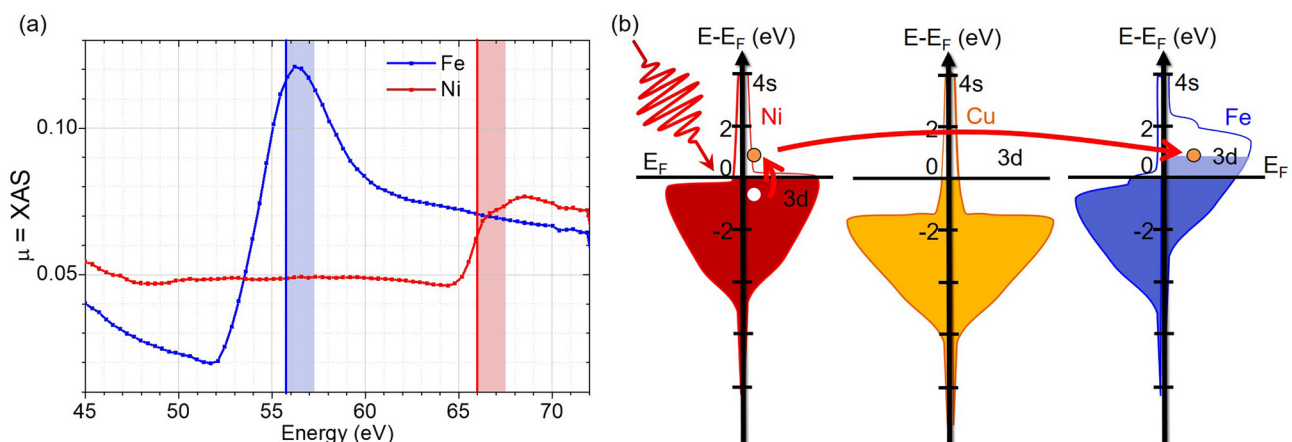 (a)
Fe
Ni
0.10
0.05
μ = XAS
45
50
55
60
65
70
Energy (eV)
(b)
E-E_F (eV)
4s
2
Ni
0
E_F
3d
-2
E-E_F (eV)
4s
2
Cu
0
3d
-2
E-E_F (eV)
4s
2
Fe
0
3d
E_F
-2